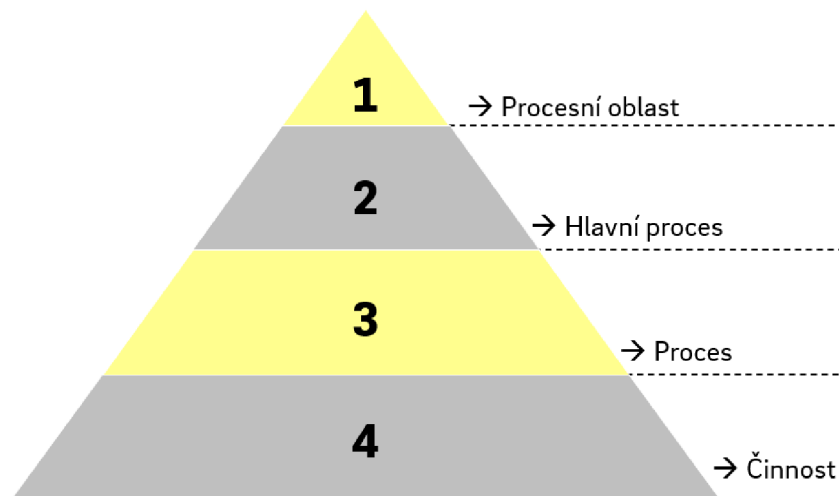 1
→ Procesní oblast
2
→ Hlavní proces
3
→ Proces
4
→ Činnost